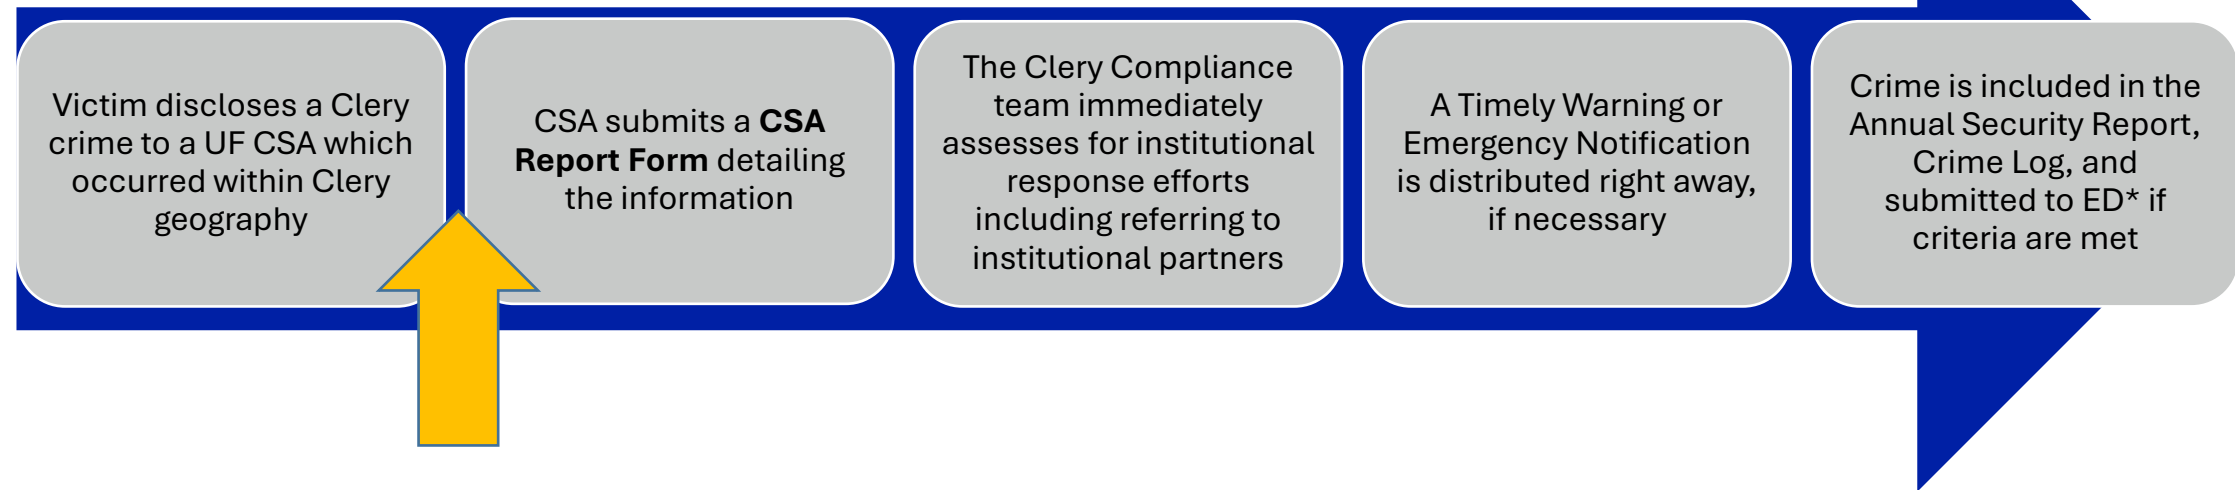 Victim discloses a Clery
crime to a UF CSA which
occurred within Clery
geography
CSA submits a CSA
Report Form detailing
the information
The Clery Compliance
team immediately
assesses for institutional
response efforts
including referring to
institutional partners
A Timely Warning or
Emergency Notification
is distributed right away,
if necessary
Crime is included in the
Annual Security Report,
Crime Log, and
submitted to ED* if
criteria are met